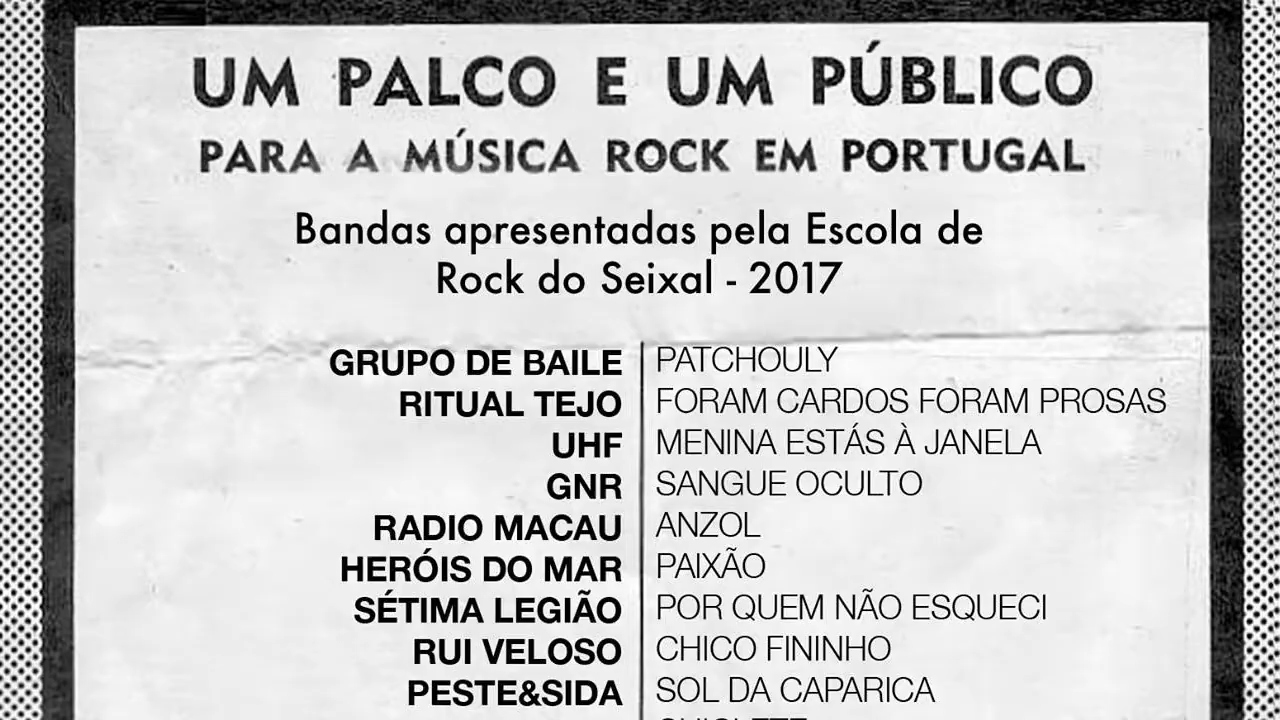 UM PALCO E UM PÚBLICO
PARA A MÚSICA ROCK EM PORTUGAL
Bandas apresentadas pela Escola de
Rock do Seixal - 2017
GRUPO DE BAILE PATCHOULY
RITUAL TEJO FORAM CARDOS FORAM PROSAS
UHF MENINA ESTÁS À JANELA
GNR SANGUE OCULTO
RADIO MACAU ANZOL
HERÓIS DO MAR PAIXÃO
SÉTIMA LEGIÃO POR QUEM NÃO ESQUECI
RUI VELOSO CHICO FININHO
PESTE&SIDA SOL DA CAPARICA